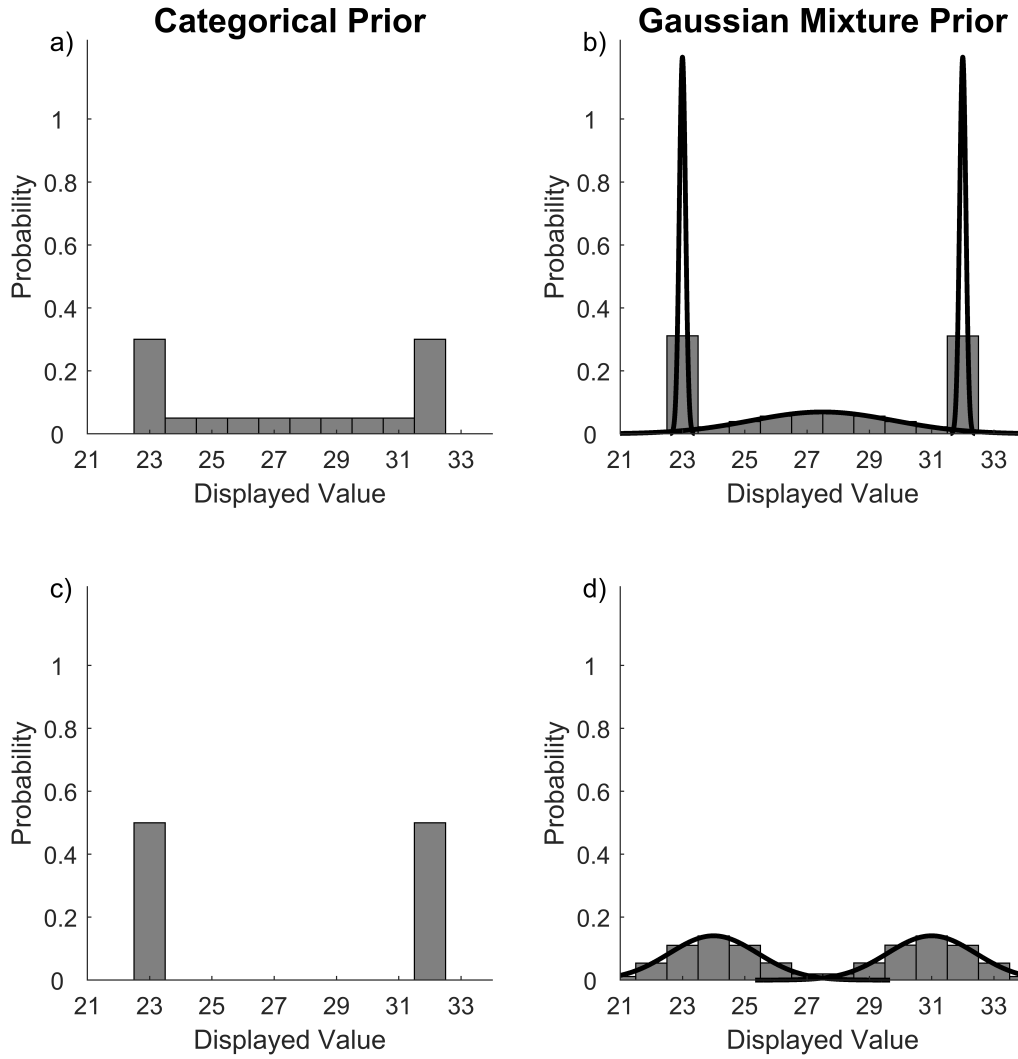 Categorical Prior
a)
1
0.8
0.6
0.4
0.2
0
Probability
21 23 25 27 29 31 33
Displayed Value
Gaussian Mixture Prior
b)
1
0.8
0.6
0.4
0.2
0
Probability
21 23 25 27 29 31 33
Displayed Value
c)
1
0.8
0.6
0.4
0.2
0
Probability
21 23 25 27 29 31 33
Displayed Value
d)
1
0.8
0.6
0.4
0.2
0
Probability
21 23 25 27 29 31 33
Displayed Value